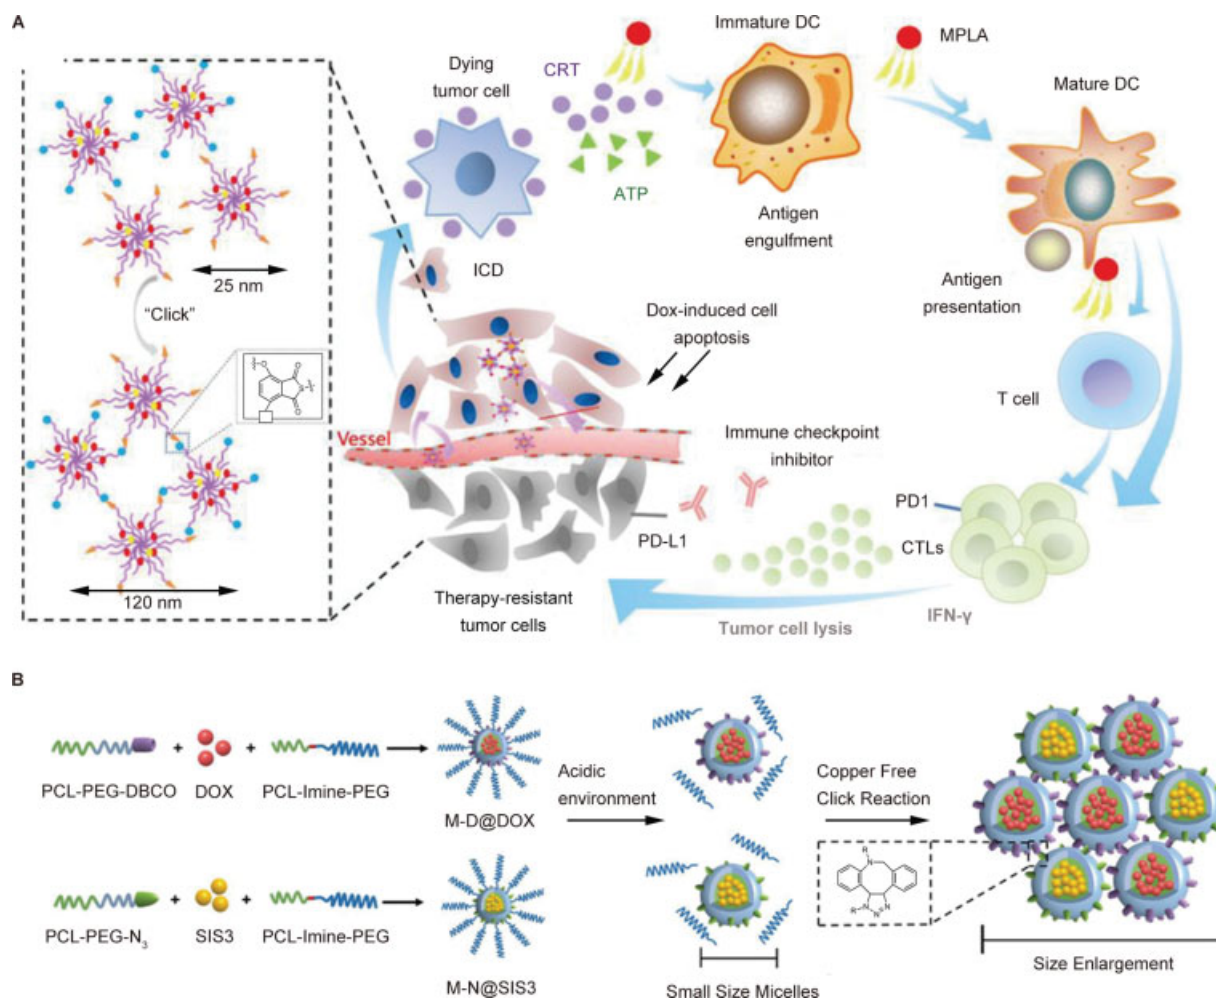 A
Dying
tumor cell
CRT
ATP
ICD
Immature DC
Antigen
engulfment
MPLA
Mature DC
Antigen
presentation
25 nm
“Click”
O
O
N
O
120 nm
Dox-induced cell
apoptosis
Vessel
Immune checkpoint
inhibitor
PD-L1
Therapy-resistant
tumor cells
T cell
PD1
CTLs
IFN-γ
Tumor cell lysis
B
PCL-PEG-DBCO
+
DOX
+
PCL-Imine-PEG
M-D@DOX
PCL-PEG-N3
+
SIS3
+
PCL-Imine-PEG
M-N@SIS3
Acidic
environment
Small Size Micelles
Copper Free
Click Reaction
R
N
R
N
N
N
Size Enlargement